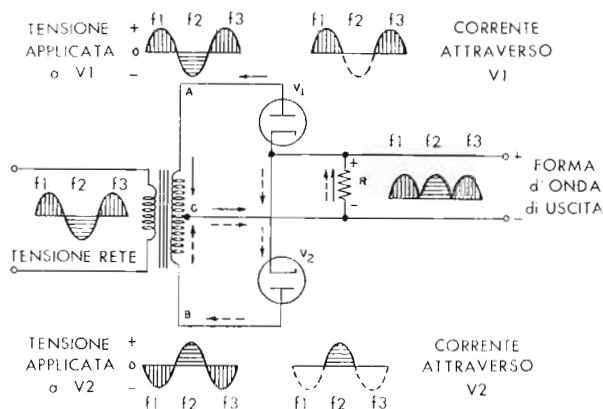 TENSIONE
APPLICATA
a V1
+
o
−
f1 f2 f3
f1 f2 f3
CORRENTE
ATTRAVERSO
V1
A
V1
f1 f2 f3
TENSIONE RETE
C
+
R
−
f1 f2 f3
+
−
FORMA
d'ONDA
di USCITA
V2
B
TENSIONE
APPLICATA
a V2
+
o
−
f1 f2 f3
f1 f2 f3
CORRENTE
ATTRAVERSO
V2